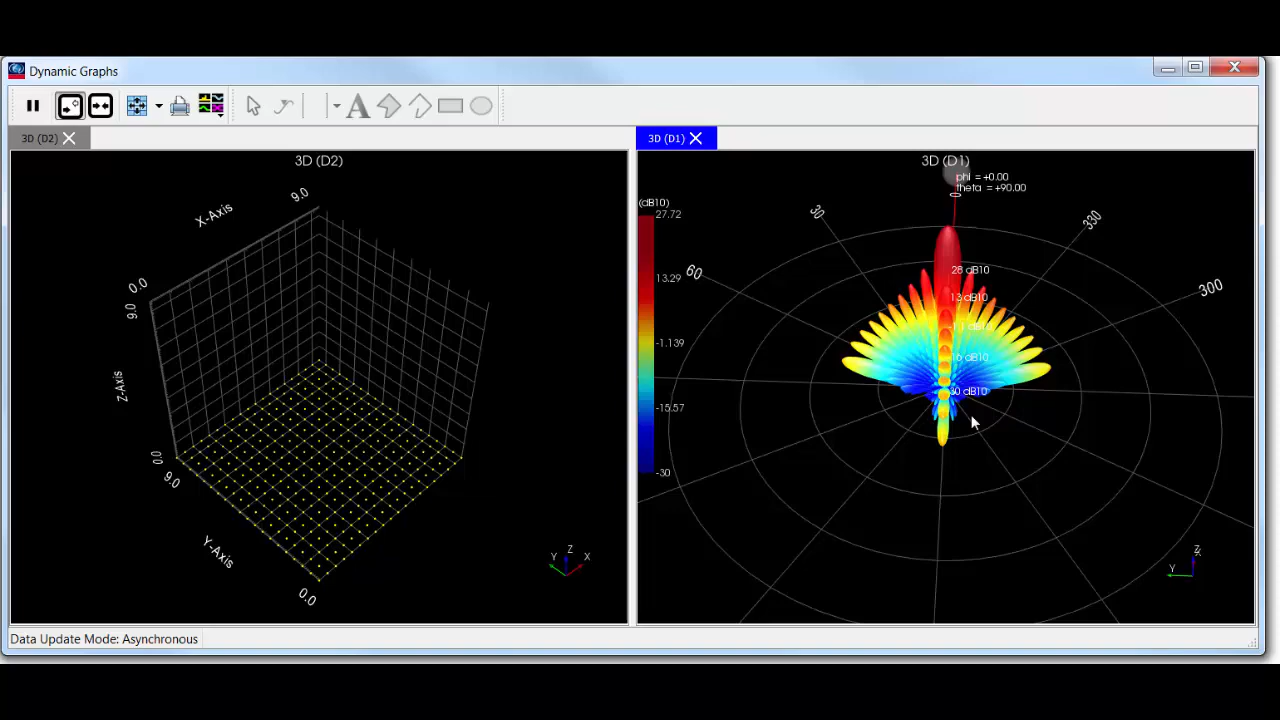 Dynamic Graphs
A
3D (D2)
3D (D1)
3D (D2)
X-Axis
9.0
0.0
9.0
Z-Axis
0.0
9.0
Y-Axis
0.0
Y Z X
3D (D1)
phi = +0.00
theta = +90.00
(dB10)
27.72
13.29
-1.139
-15.57
-30
30
330
60
300
28 dB10
13 dB10
30 dB10
Z
X
Y
Data Update Mode: Asynchronous